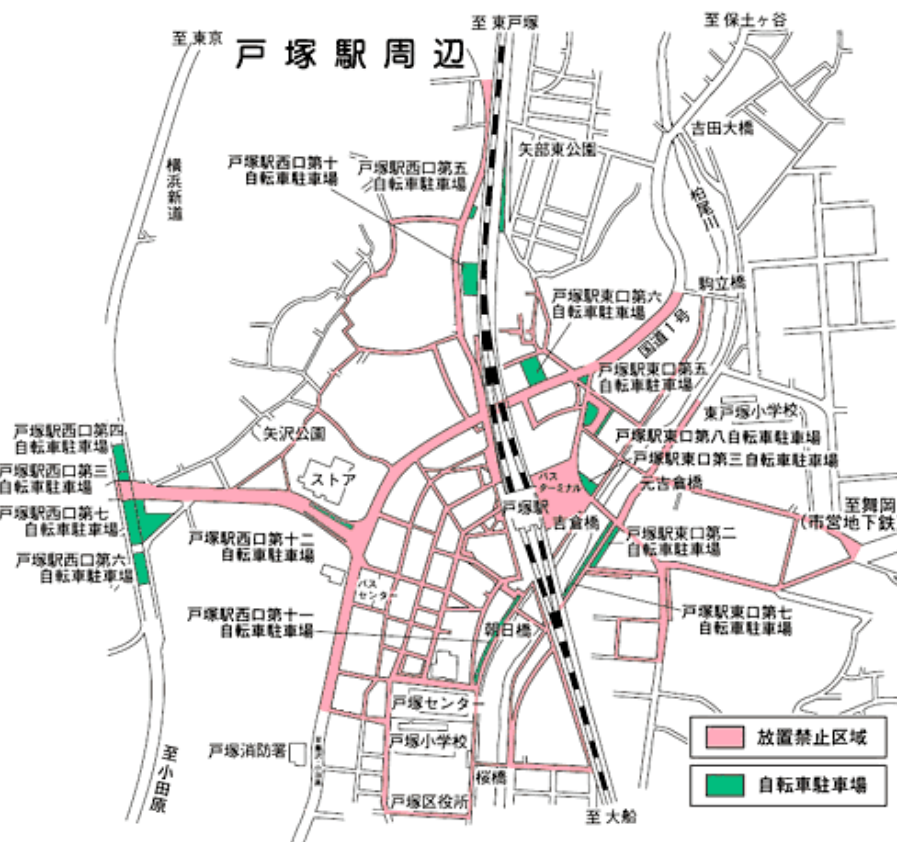 至 東京
戸塚駅周辺
至 東戸塚
至 保土ヶ谷
吉田大橋
矢部東公園
戸塚駅西口第十
自転車駐車場
戸塚駅西口第五
自転車駐車場
横浜新道
柏尾川
駒立橋
戸塚駅東口第六
自転車駐車場
国道1号
戸塚駅東口第五
自転車駐車場
東戸塚小学校
戸塚駅西口第四
自転車駐車場
矢沢公園
戸塚駅東口第八自転車駐車場
戸塚駅西口第三
自転車駐車場
ストア
戸塚駅東口第三自転車駐車場
バス
ターミナル
元吉倉橋
戸塚駅西口第七
自転車駐車場
戸塚駅
吉倉橋
至舞岡
(市営地下鉄)
戸塚駅西口第十二
自転車駐車場
戸塚駅東口第二
自転車駐車場
戸塚駅西口第六
自転車駐車場
バス
センター
戸塚駅西口第十一
自転車駐車場
朝日橋
戸塚駅東口第七
自転車駐車場
戸塚センター
戸塚小学校
戸塚消防署
至小田原
桜橋
戸塚区役所
至 大船
放置禁止区域
自転車駐車場